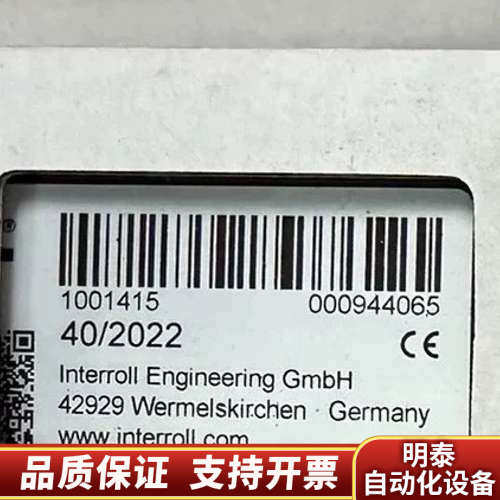 ®
1001415 000944065
40/2022 CE
Interroll Engineering GmbH
42929 Wermelskirchen · Germany
www.interroll.com
品质保证 支持开票
明泰
自动化设备